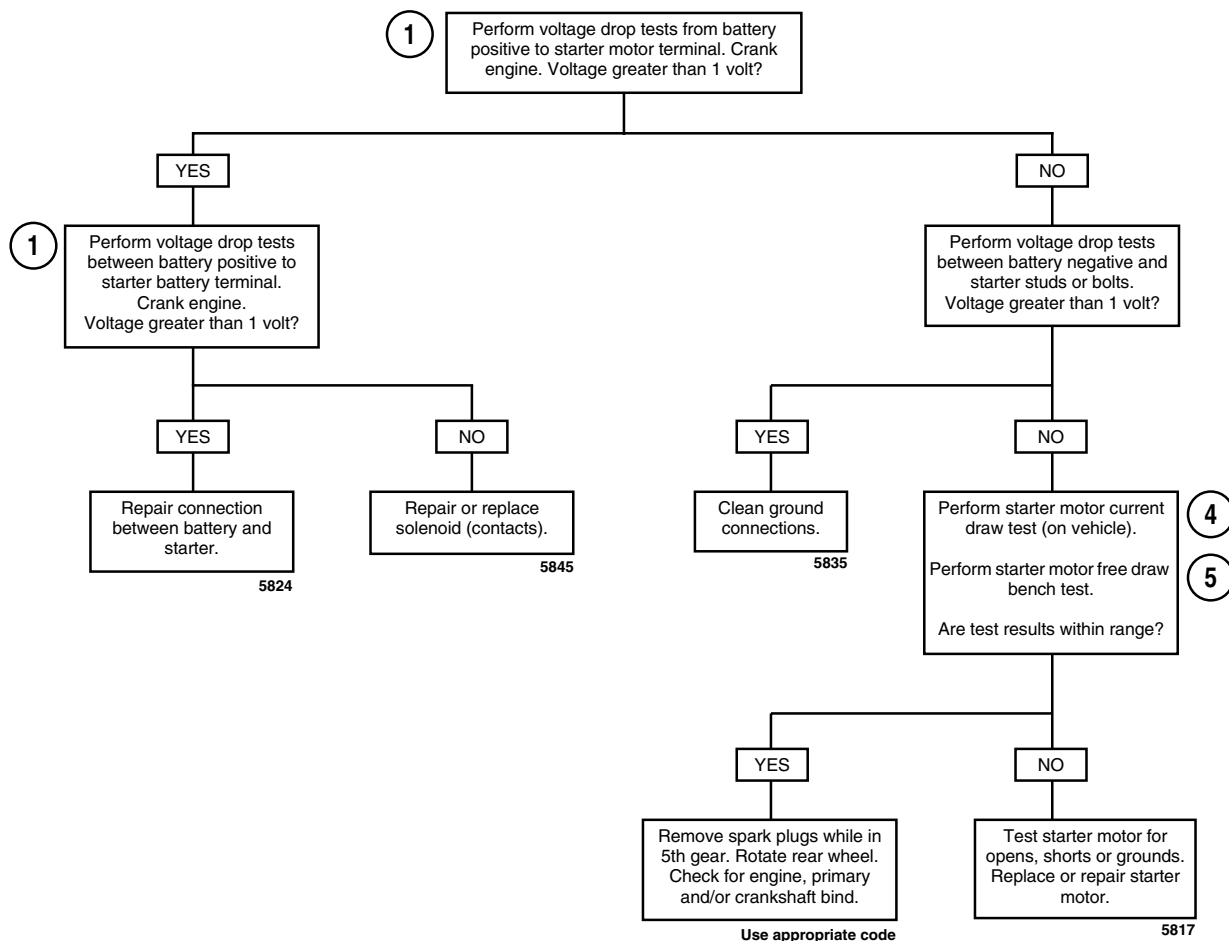 1
Perform voltage drop tests from battery
positive to starter motor terminal. Crank
engine. Voltage greater than 1 volt?
YES
NO
1
Perform voltage drop tests
between battery positive to
starter battery terminal.
Crank engine.
Voltage greater than 1 volt?
Perform voltage drop tests
between battery negative and
starter studs or bolts.
Voltage greater than 1 volt?
YES
NO
YES
NO
Repair connection
between battery and
starter.
5824
Repair or replace
solenoid (contacts).
5845
Clean ground
connections.
5835
Perform starter motor current
draw test (on vehicle).
4
Perform starter motor free draw
bench test.
5
Are test results within range?
YES
NO
Remove spark plugs while in
5th gear. Rotate rear wheel.
Check for engine, primary
and/or crankshaft bind.
Use appropriate code
Test starter motor for
opens, shorts or grounds.
Replace or repair starter
motor.
5817